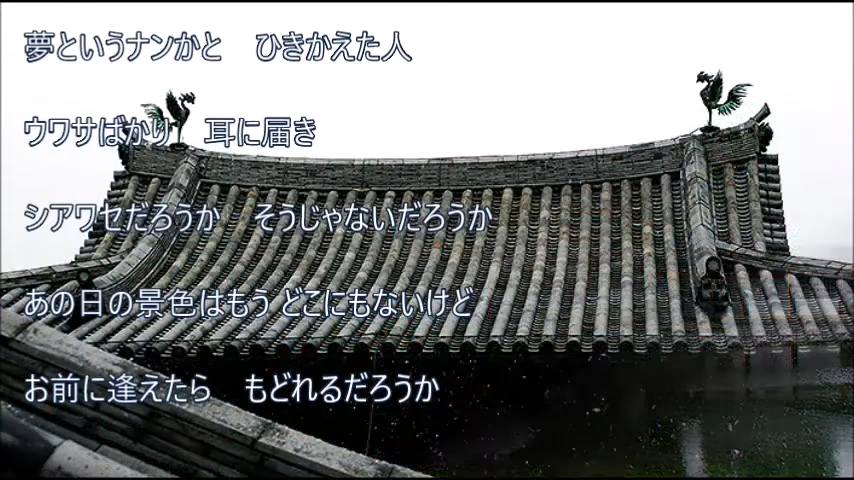 夢というナンかと　ひきかえた人
ウワサばかり　耳に届き
シアワセだろうか　そうじゃないだろうか
あの日の景色はもう どこにもないけど
お前に逢えたら　もどれるだろうか